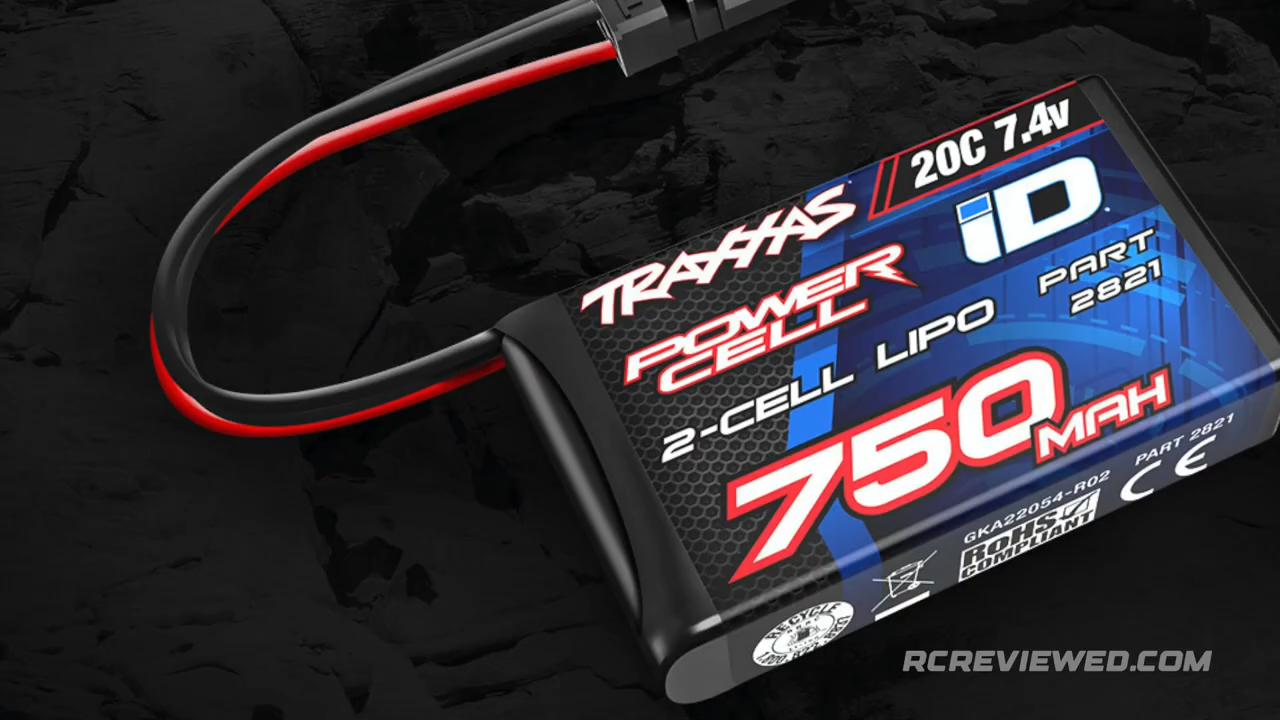 20C 7.4v
TRAXXAS
iD
POWER
CELL
PART
2821
2-CELL LIPO
750 MAH
GKA22054-R02 PART 2821
RoHS
COMPLIANT
CE
RECYCLE
RCREVIEWED.COM